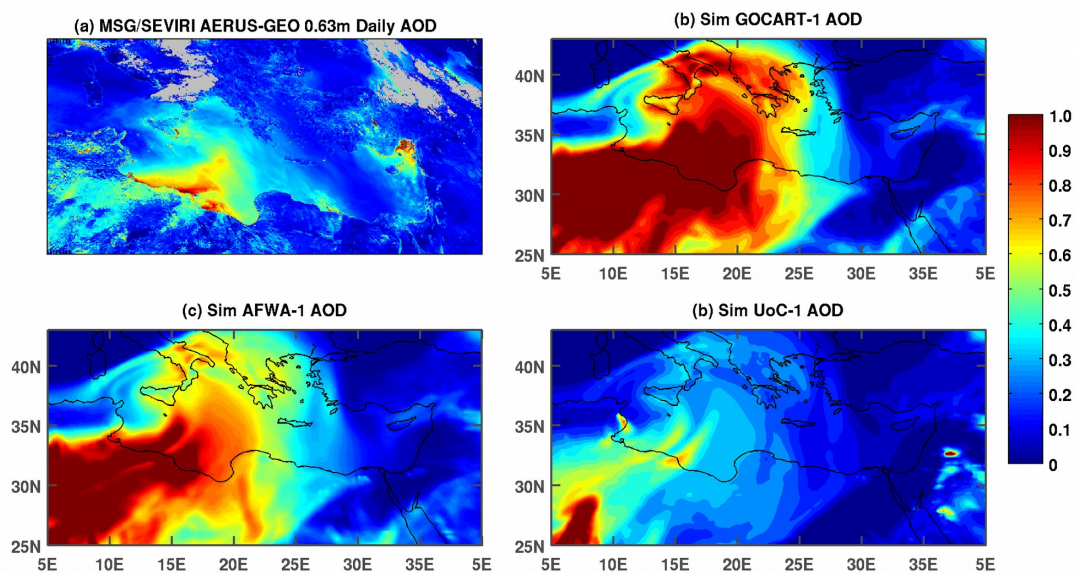 (a) MSG/SEVIRI AERUS-GEO 0.63m Daily AOD
(b) Sim GOCART-1 AOD
40N
35N
30N
25N
5E 10E 15E 20E 25E 30E 35E 5E
1.0
0.9
0.8
0.7
0.6
0.5
0.4
0.3
0.2
0.1
0
(c) Sim AFWA-1 AOD
40N
35N
30N
25N
5E 10E 15E 20E 25E 30E 35E 5E
(b) Sim UoC-1 AOD
40N
35N
30N
25N
5E 10E 15E 20E 25E 30E 35E 5E